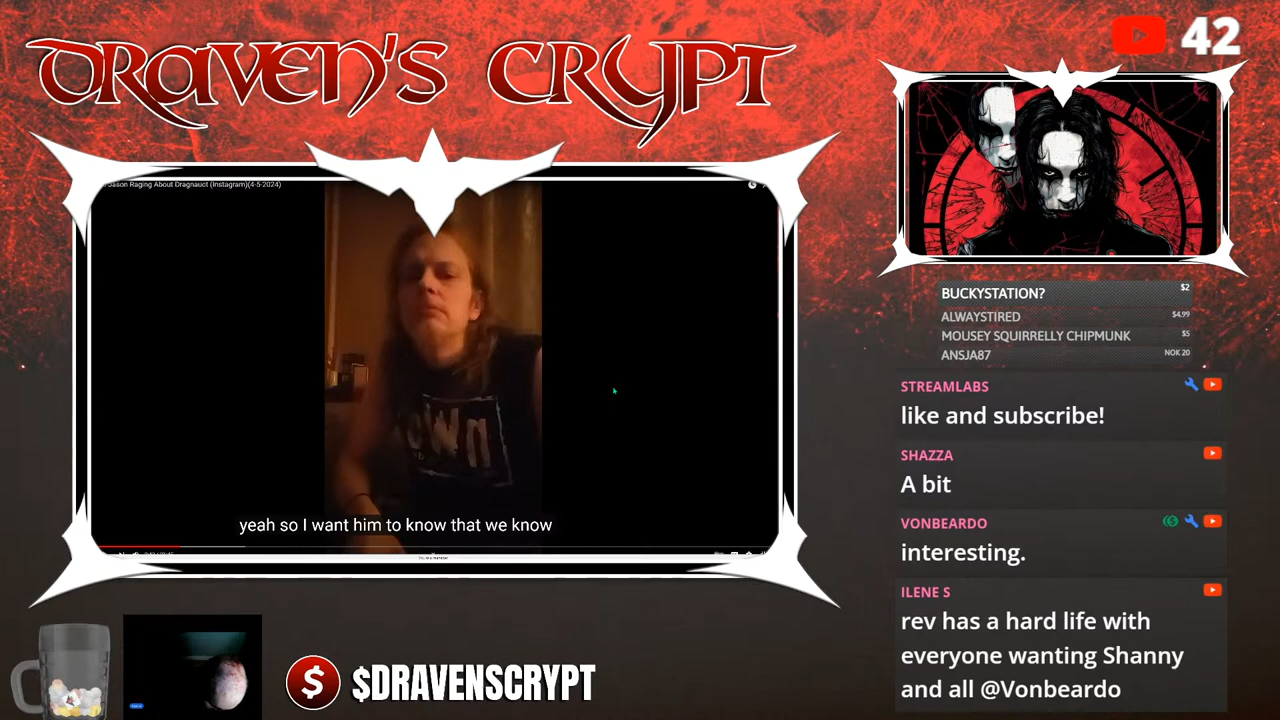 DRAVEN'S CRYPT
42
Jason Raging About Dragnauct (Instagram)(4-5-2024)
yeah so I want him to know that we know
BUCKYSTATION? $2
ALWAYSTIRED $4.99
MOUSEY SQUIRRELLY CHIPMUNK $5
ANSJA87 NOK 20
STREAMLABS
like and subscribe!
SHAZZA
A bit
VONBEARDO
interesting.
ILENE S
rev has a hard life with
everyone wanting Shanny
and all @Vonbeardo
$DRAVENSCRYPT